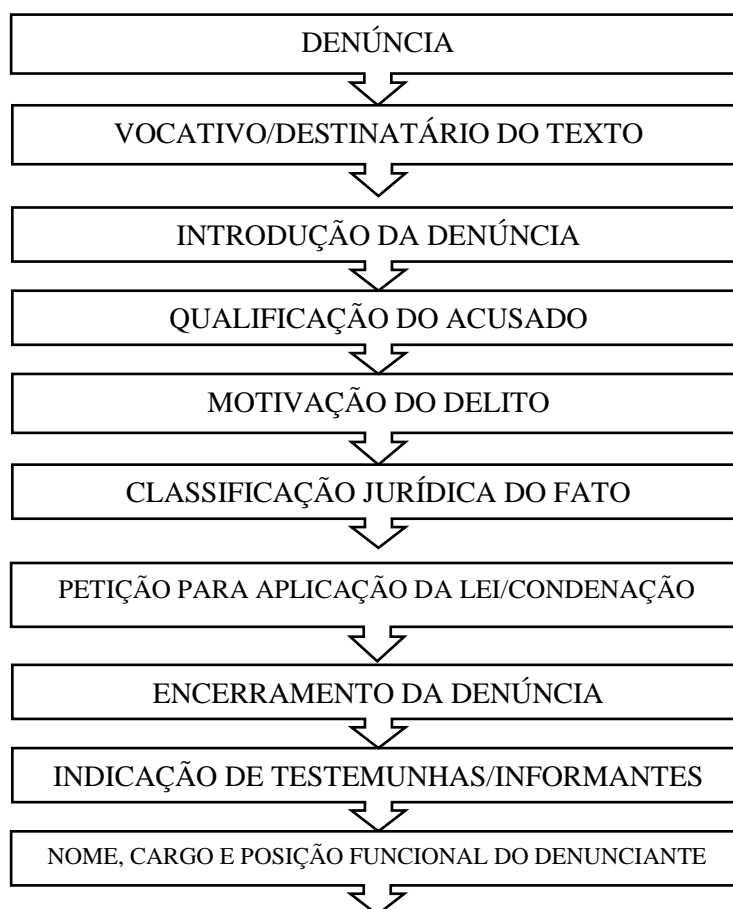 DENÚNCIA
VOCATIVO/DESTINATÁRIO DO TEXTO
INTRODUÇÃO DA DENÚNCIA
QUALIFICAÇÃO DO ACUSADO
MOTIVAÇÃO DO DELITO
CLASSIFICAÇÃO JURÍDICA DO FATO
PETIÇÃO PARA APLICAÇÃO DA LEI/CONDENAÇÃO
ENCERRAMENTO DA DENÚNCIA
INDICAÇÃO DE TESTEMUNHAS/INFORMANTES
NOME, CARGO E POSIÇÃO FUNCIONAL DO DENUNCIANTE